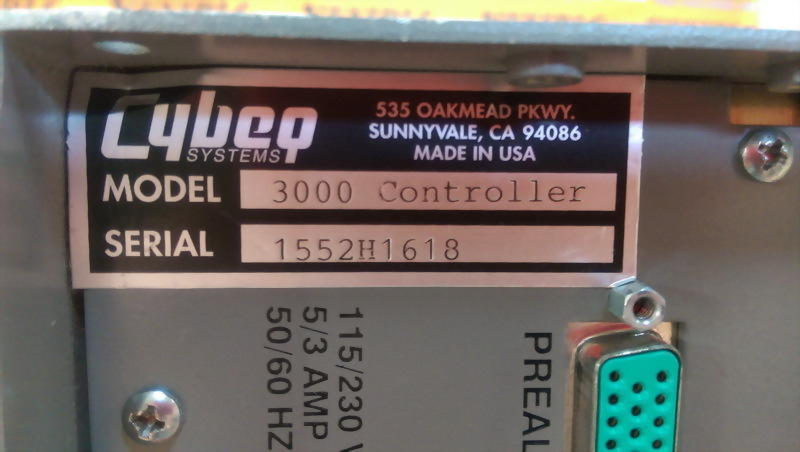 Cybeq
SYSTEMS
535 OAKMEAD PKWY.
SUNNYVALE, CA 94086
MADE IN USA
MODEL 3000 Controller
SERIAL 1552H1618
115/230 V
5/3 AMP
50/60 HZ
PREAL